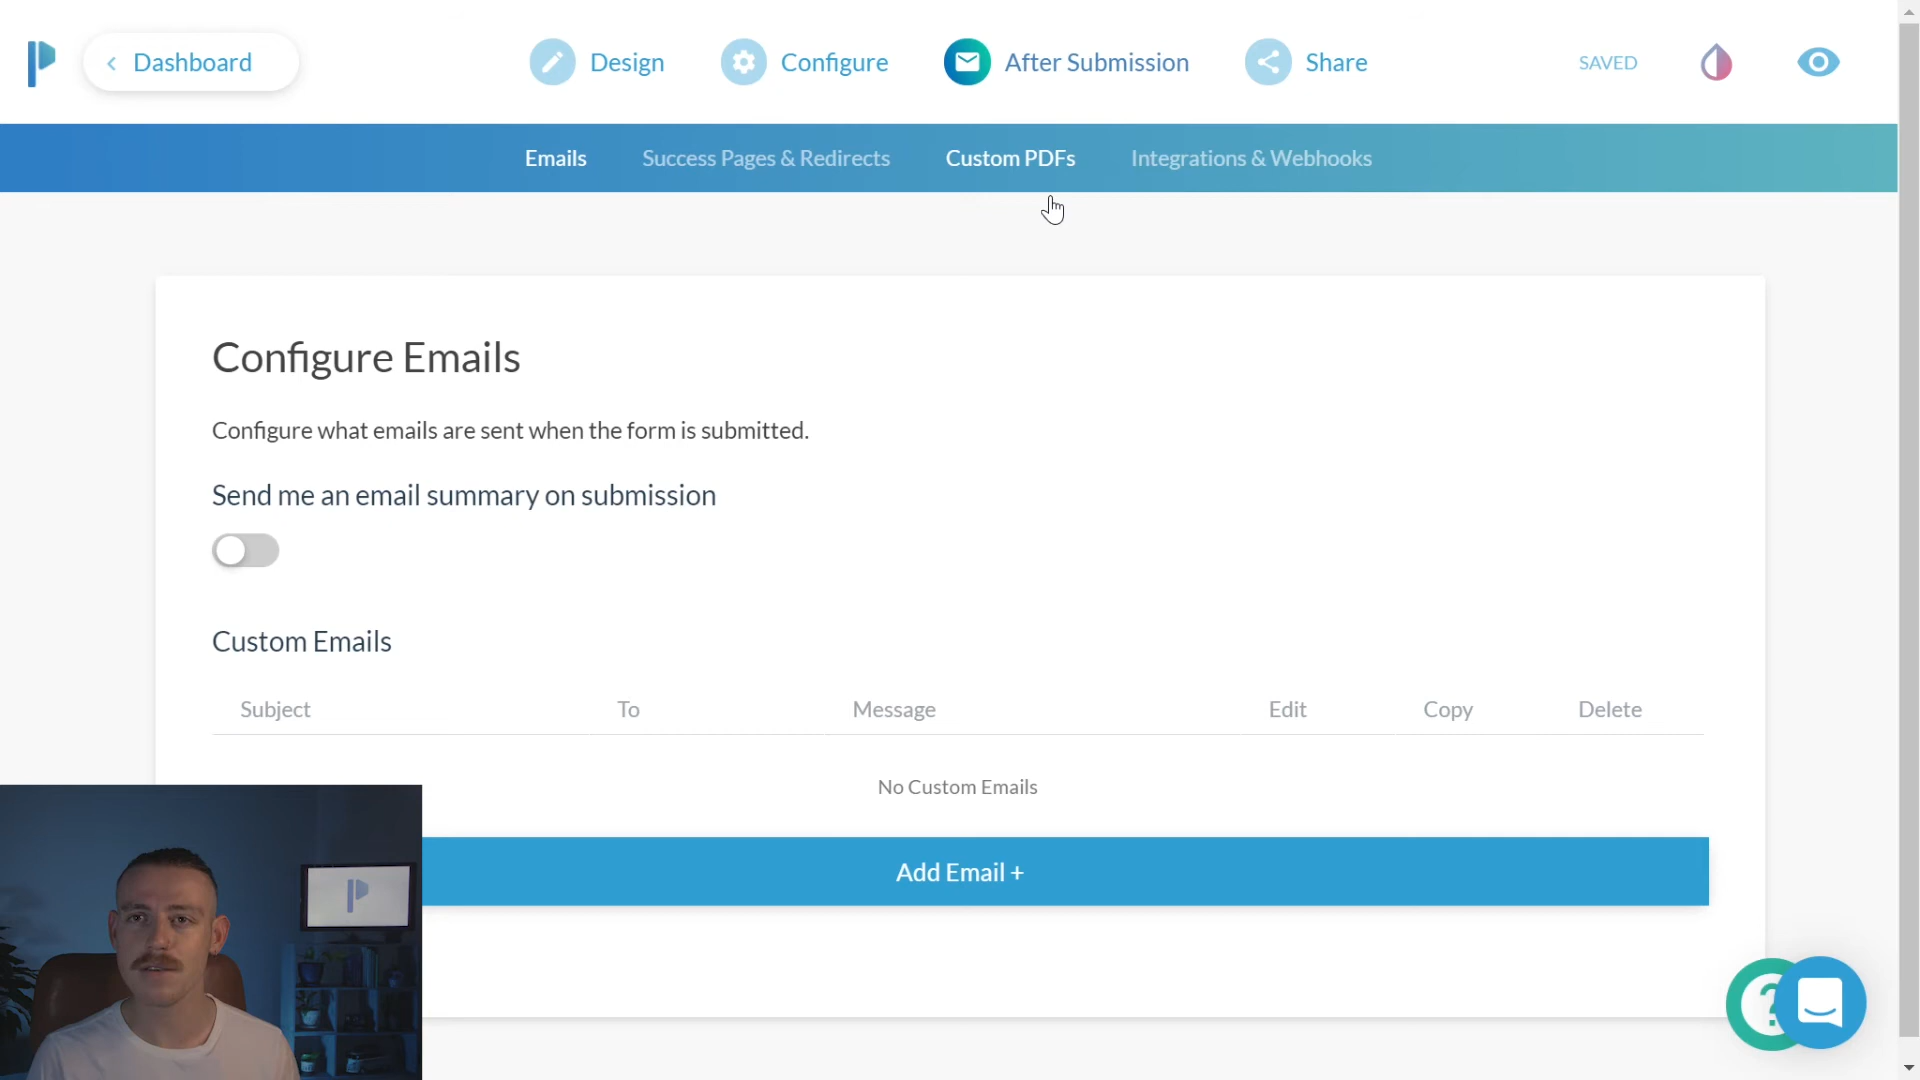 Dashboard
Design
Configure
After Submission
Share
SAVED
Emails
Success Pages & Redirects
Custom PDFs
Integrations & Webhooks
Configure Emails
Configure what emails are sent when the form is submitted.
Send me an email summary on submission
Custom Emails
Subject To Message Edit Copy Delete
No Custom Emails
Add Email +
?